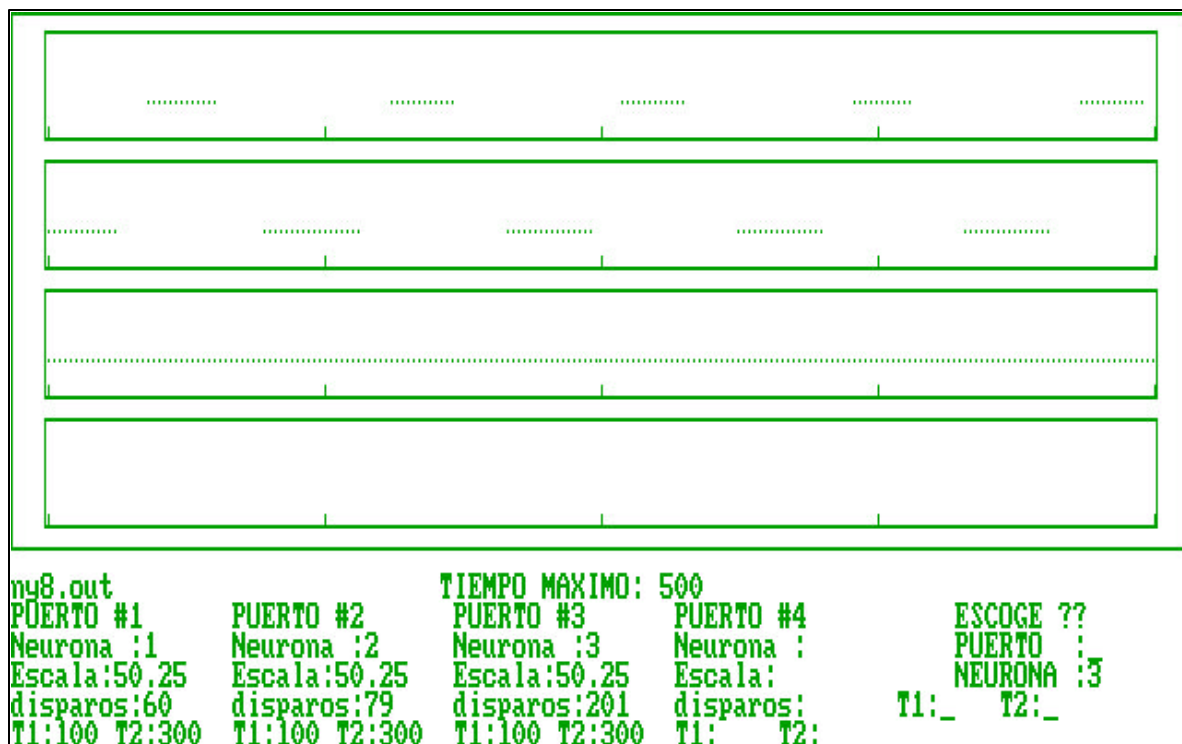 ny8.out TIEMPO MAXIMO: 500
PUERTO #1 PUERTO #2 PUERTO #3 PUERTO #4 ESCOGE ??
Neurona :1 Neurona :2 Neurona :3 Neurona : PUERTO :_
Escala:50.25 Escala:50.25 Escala:50.25 Escala: NEURONA :3
disparos:60 disparos:79 disparos:201 disparos: T1:_ T2:_
T1:100 T2:300 T1:100 T2:300 T1:100 T2:300 T1: T2: